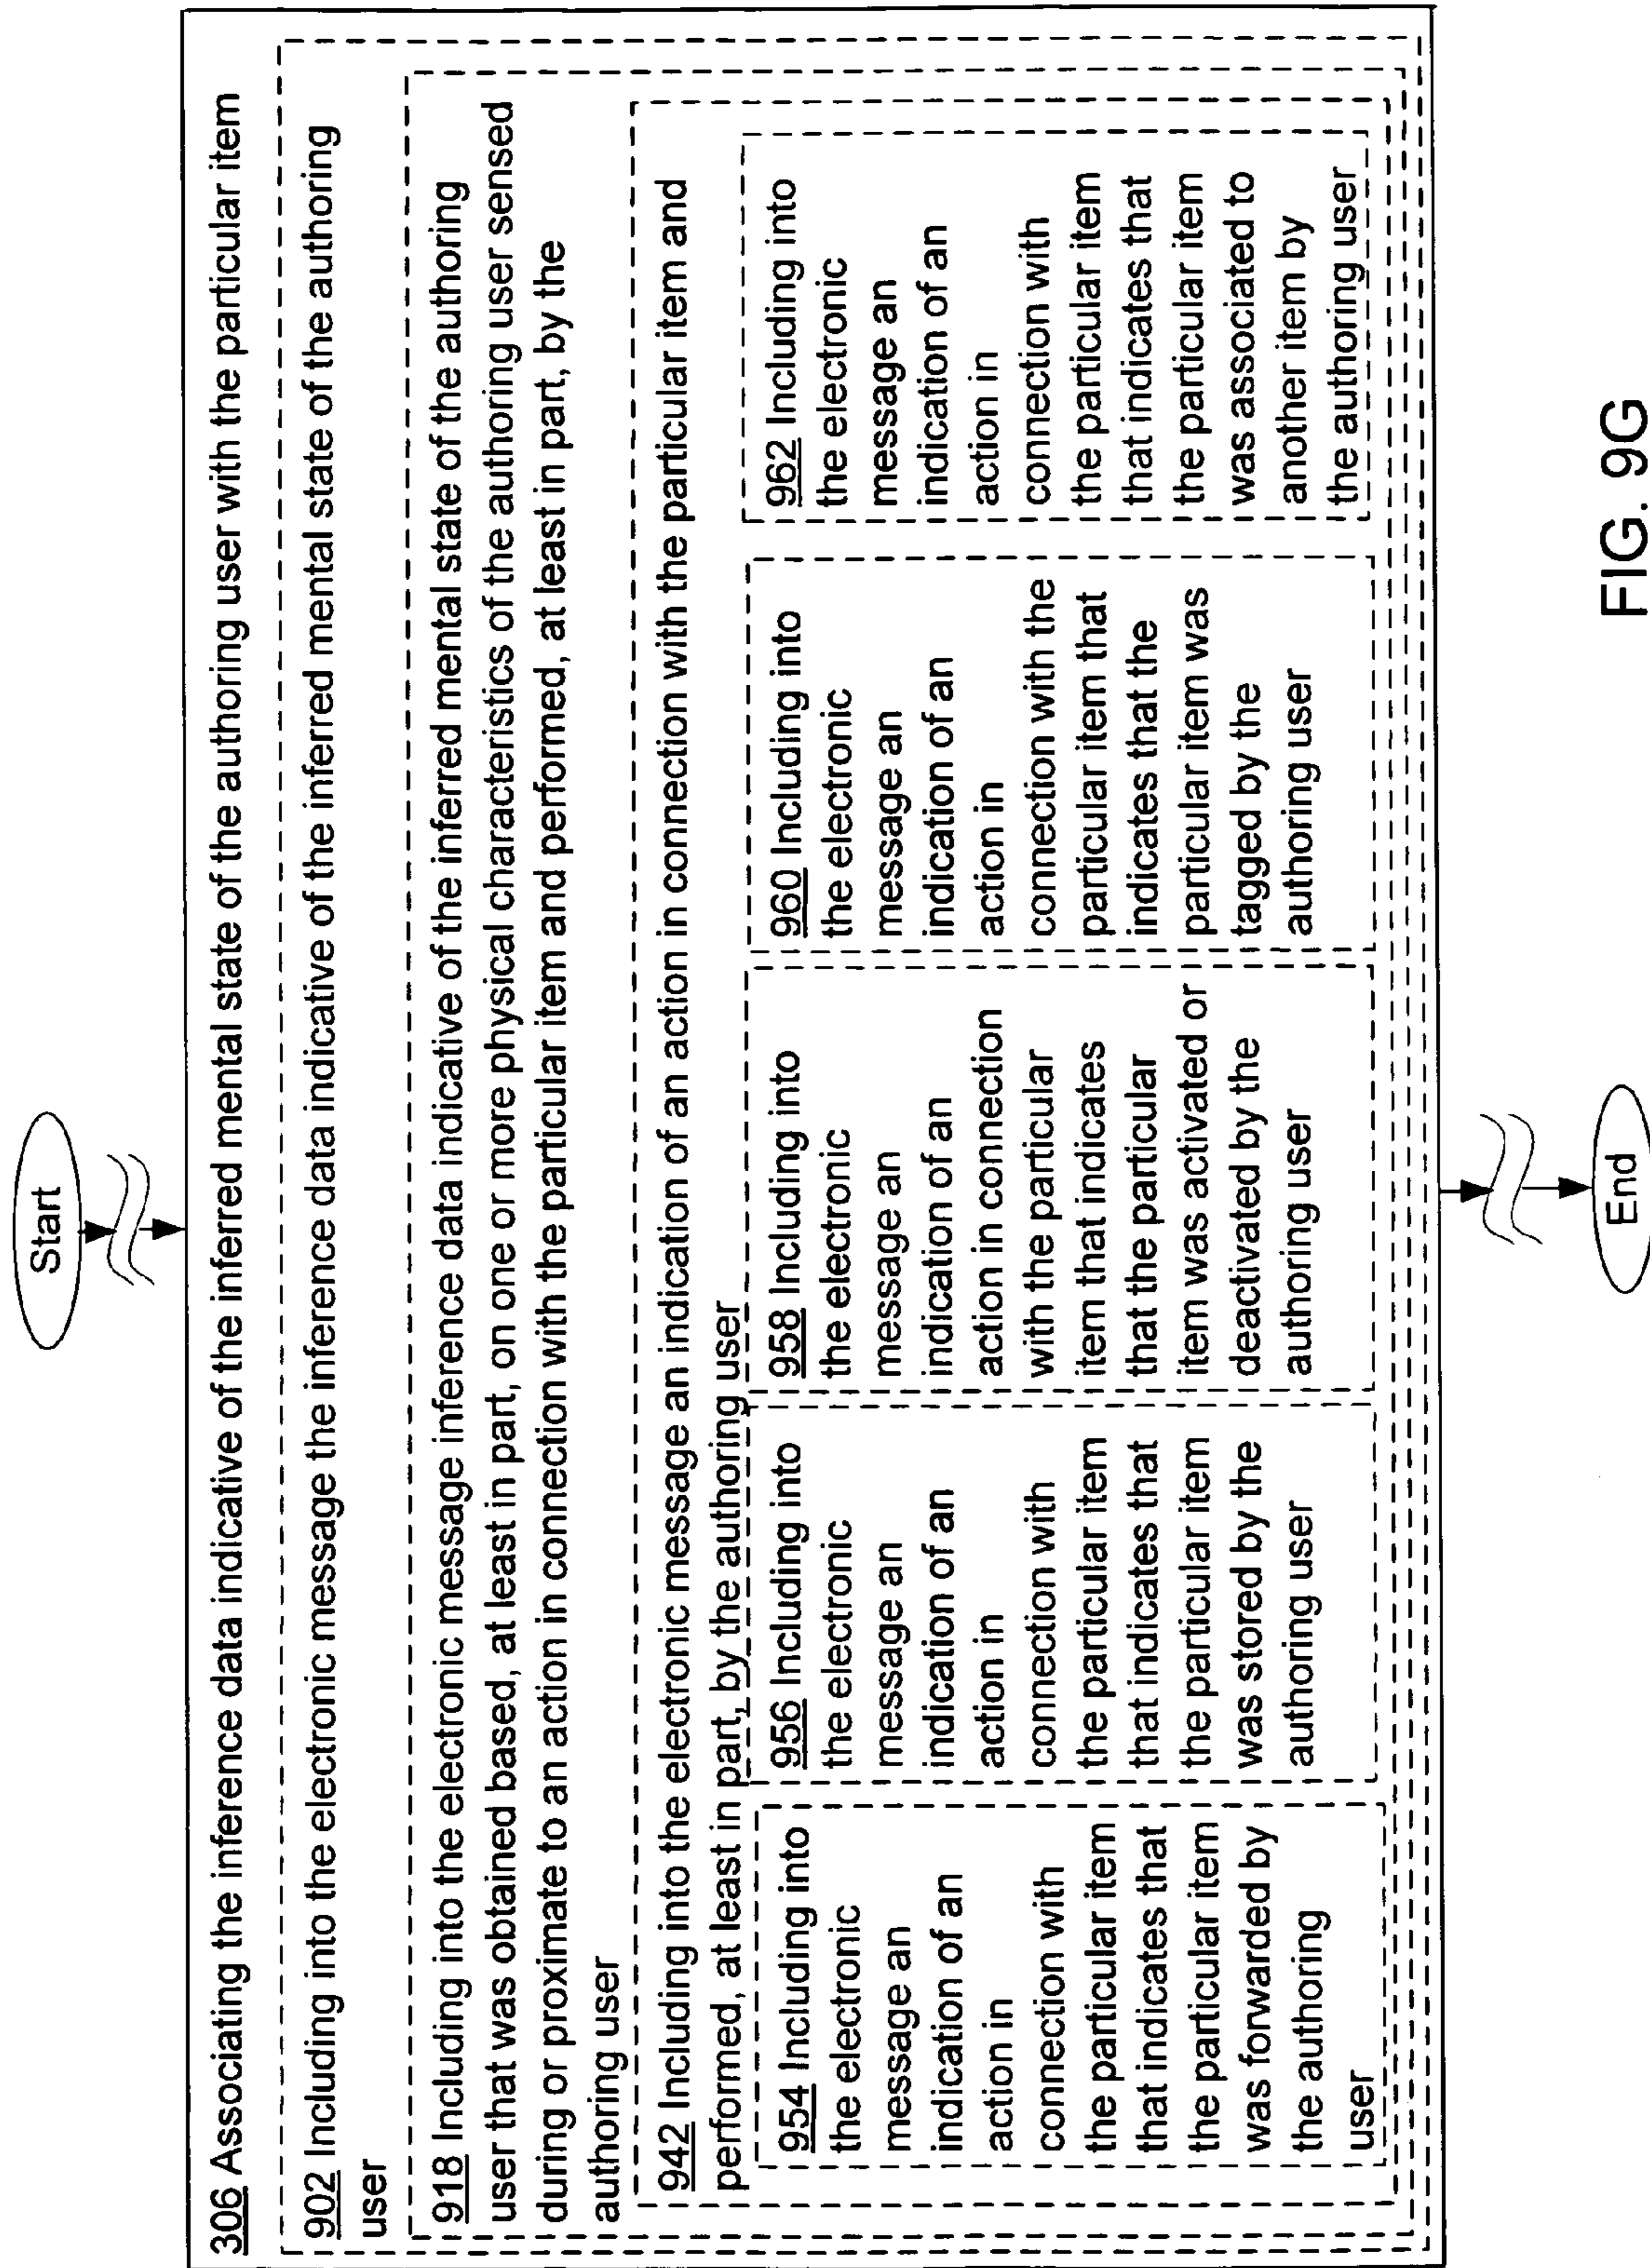 Start
306 Associating the inference data indicative of the inferred mental state of the authoring user with the particular item
902 Including into the electronic message the inference data indicative of the inferred mental state of the authoring
user
918 Including into the electronic message inference data indicative of the inferred mental state of the authoring
user that was obtained based, at least in part, on one or more physical characteristics of the authoring user sensed
during or proximate to an action in connection with the particular item and performed, at least in part, by the
authoring user
942 Including into the electronic message an indication of an action in connection with the particular item and
performed, at least in part, by the authoring user
954 Including into
the electronic
message an
indication of an
action in
connection with
the particular item
that indicates that
the particular item
was forwarded by
the authoring
user
956 Including into
the electronic
message an
indication of an
action in
connection with
the particular item
that indicates that
the particular item
was stored by the
authoring user
958 Including into
the electronic
message an
indication of an
action in connection
with the particular
item that indicates
that the particular
item was activated or
deactivated by the
authoring user
960 Including into
the electronic
message an
indication of an
action in
connection with the
particular item that
indicates that the
particular item was
tagged by the
authoring user
962 Including into
the electronic
message an
indication of an
action in
connection with
the particular item
that indicates that
the particular item
was associated to
another item by
the authoring user
End
FIG. 9G